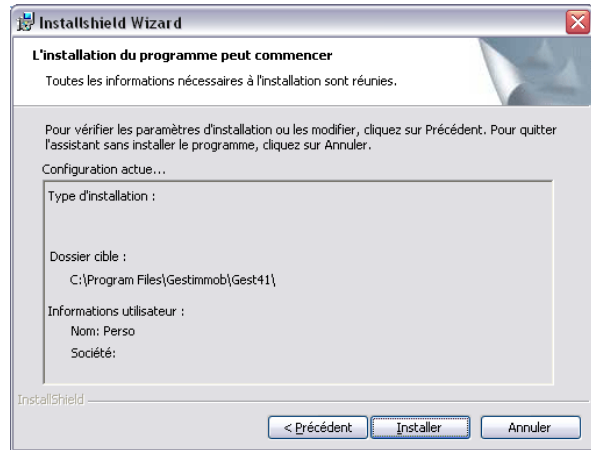 Installshield Wizard
L'installation du programme peut commencer
Toutes les informations nécessaires à l'installation sont réunies.
Pour vérifier les paramètres d'installation ou les modifier, cliquez sur Précédent. Pour quitter
l'assistant sans installer le programme, cliquez sur Annuler.
Configuration actue...
Type d'installation :
Dossier cible :
C:\Program Files\Gestimmob\Gest41\
Informations utilisateur :
Nom: Perso
Société:
InstallShield
< Précédent Installer Annuler